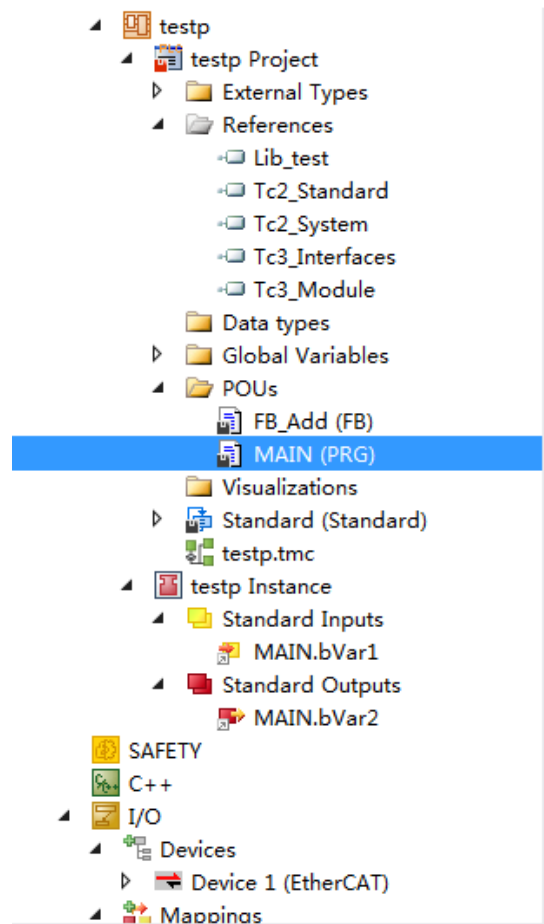 testp
testp Project
External Types
References
Lib_test
Tc2_Standard
Tc2_System
Tc3_Interfaces
Tc3_Module
Data types
Global Variables
POUs
FB_Add (FB)
MAIN (PRG)
Visualizations
Standard (Standard)
testp.tmc
testp Instance
Standard Inputs
MAIN.bVar1
Standard Outputs
MAIN.bVar2
SAFETY
C++
I/O
Devices
Device 1 (EtherCAT)
Mappings